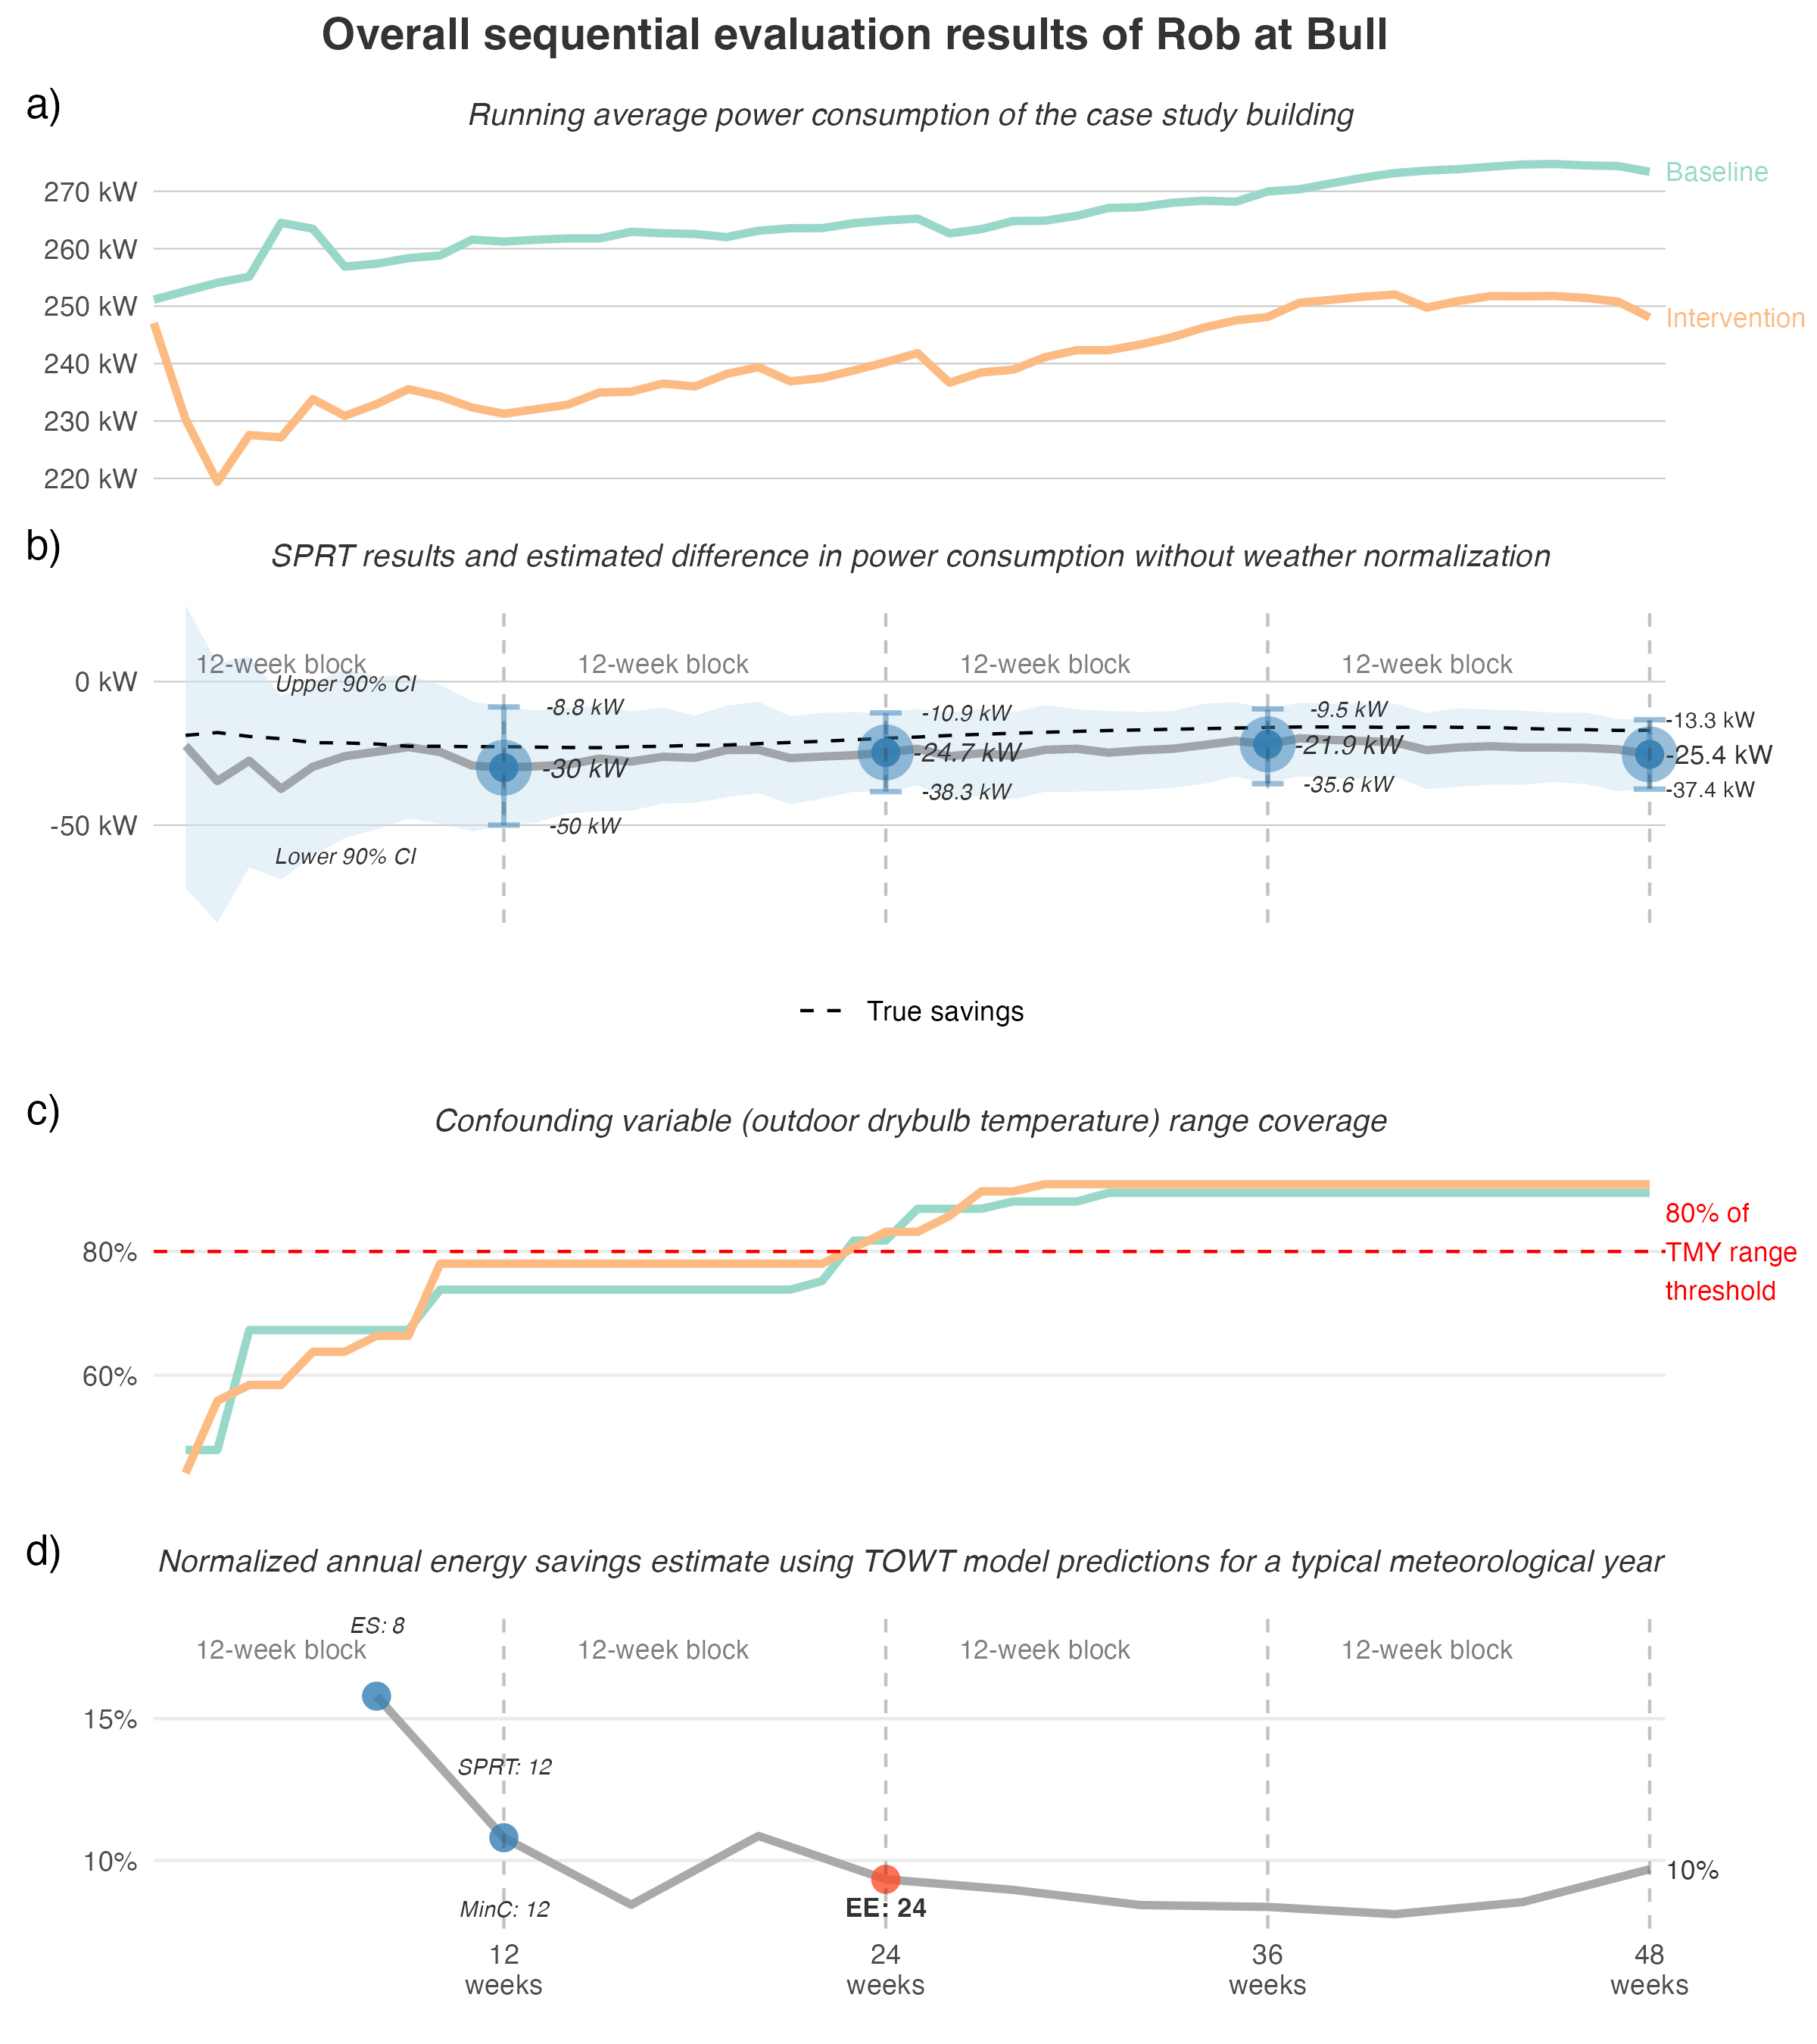 Overall sequential evaluation results of Rob at Bull
a)
Running average power consumption of the case study building
270 kW
260 kW
250 kW
240 kW
230 kW
220 kW
Baseline
Intervention
b)
SPRT results and estimated difference in power consumption without weather normalization
12-week block
12-week block
12-week block
12-week block
0 kW
-50 kW
Upper 90% CI
Lower 90% CI
-8.8 kW
-30 kW
-50 kW
-10.9 kW
-24.7 kW
-38.3 kW
-9.5 kW
-21.9 kW
-35.6 kW
-13.3 kW
-25.4 kW
-37.4 kW
True savings
c)
Confounding variable (outdoor drybulb temperature) range coverage
80%
60%
80% of
TMY range
threshold
d)
Normalized annual energy savings estimate using TOWT model predictions for a typical meteorological year
ES: 8
12-week block
12-week block
12-week block
12-week block
15%
10%
SPRT: 12
MinC: 12
EE: 24
10%
12
weeks
24
weeks
36
weeks
48
weeks